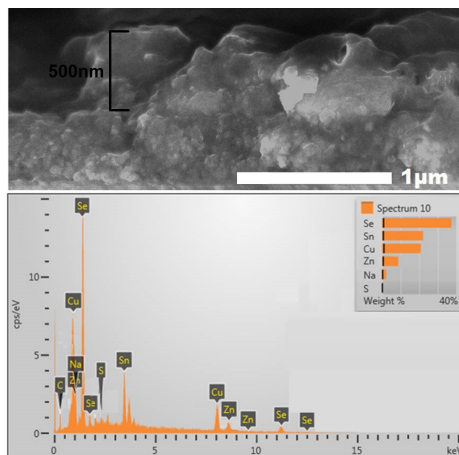 500nm
1µm
Se
Spectrum 10
Se
Sn
Cu
Zn
Na
S
Weight % 40%
10
cps/eV
Cu
5
Na
S
Sn
C
Zn
Se
Cu
Zn
Zn
Se
Se
0
0 5 10 15 keV